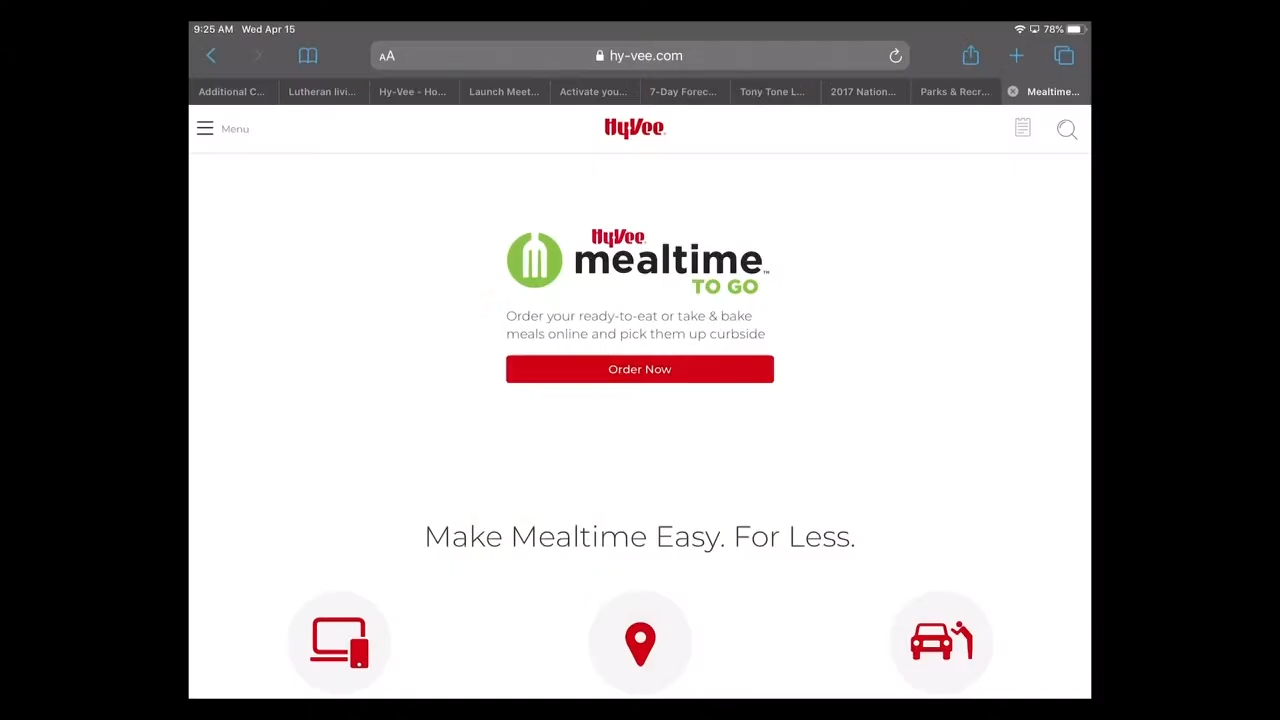 9:25 AM Wed Apr 15
78%
AA
hy-vee.com
Additional C...
Lutheran livi...
Hy-Vee - Ho...
Launch Meet...
Activate you...
7-Day Forec...
Tony Tone L...
2017 Nation...
Parks & Recr...
Mealtime...
Menu
HyVee
HyVee
mealtime™
TO GO
Order your ready-to-eat or take & bake
meals online and pick them up curbside
Order Now
Make Mealtime Easy. For Less.